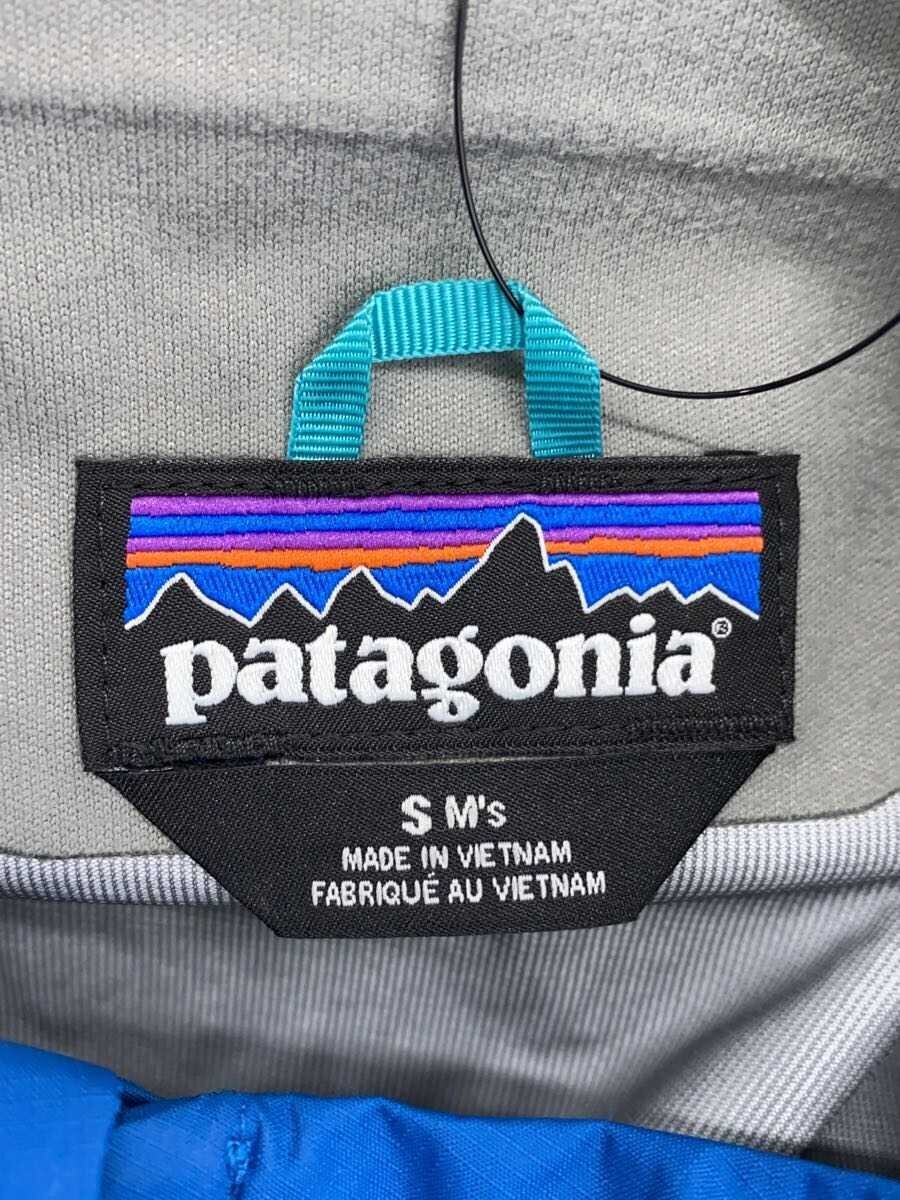 patagonia®
S M's
MADE IN VIETNAM
FABRIQUÉ AU VIETNAM